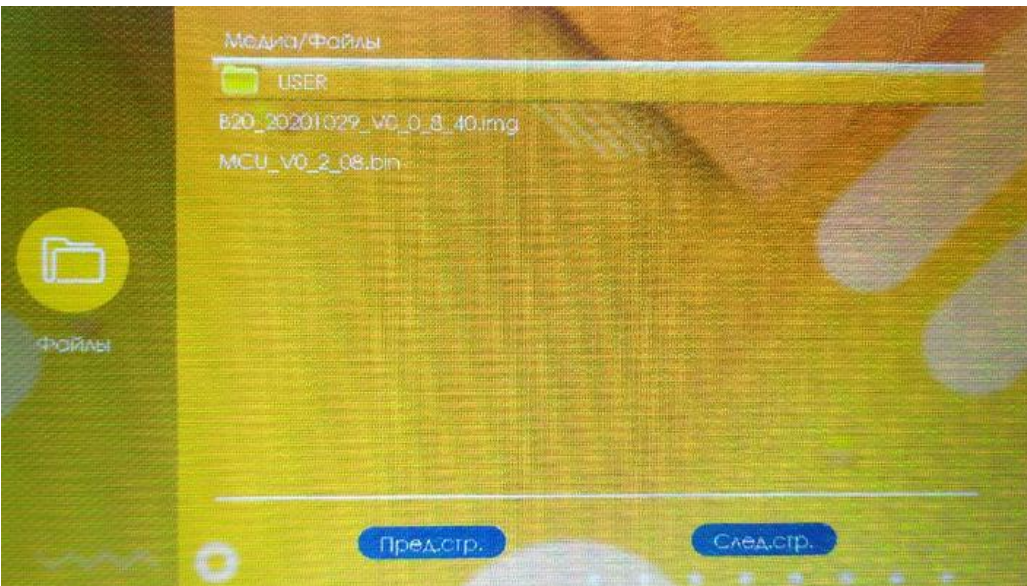 Медиа/Файлы
USER
B20_20201029_V0_0_8_40.img
MCU_V0_2_08.bin
Файлы
Пред.стр.
След.стр.